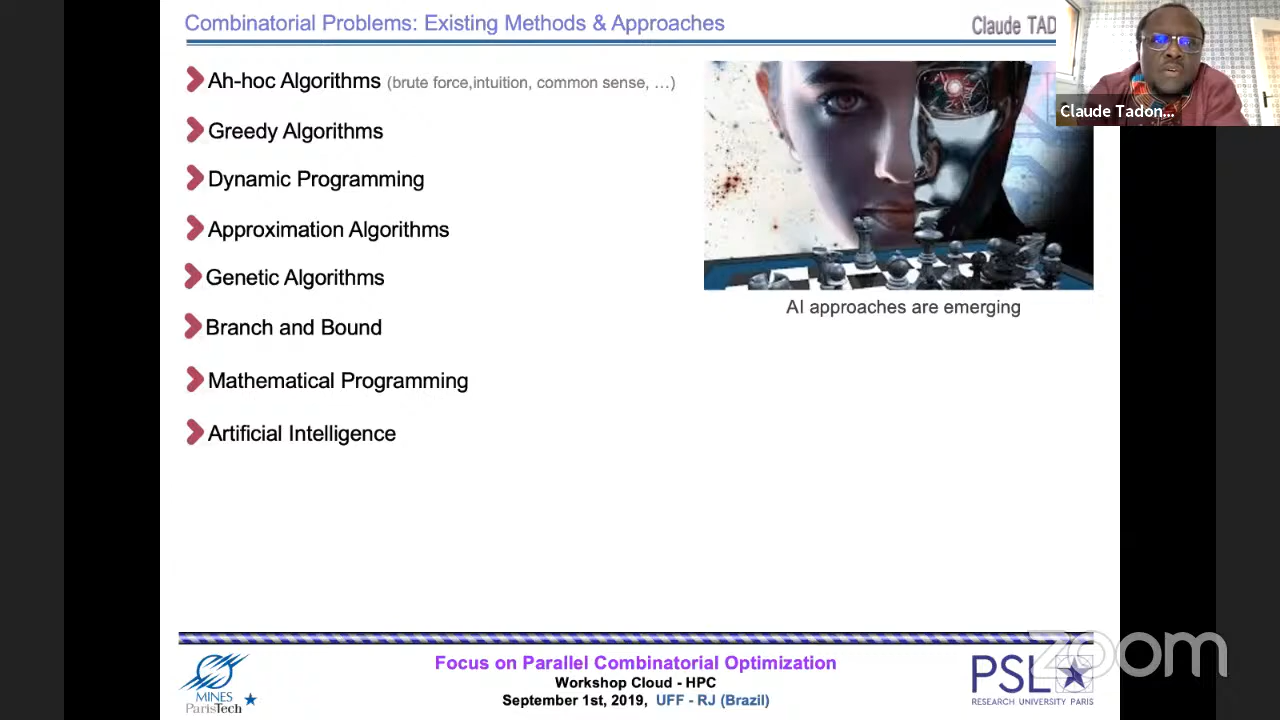 Combinatorial Problems: Existing Methods & Approaches
Claude TAD
Claude Tadon...
Ah-hoc Algorithms (brute force,intuition, common sense, …)
Greedy Algorithms
Dynamic Programming
Approximation Algorithms
Genetic Algorithms
Branch and Bound
Mathematical Programming
Artificial Intelligence
AI approaches are emerging
Focus on Parallel Combinatorial Optimization
Workshop Cloud - HPC
September 1st, 2019, UFF - RJ (Brazil)
MINES
ParisTech
PSL
RESEARCH UNIVERSITY PARIS
zoom